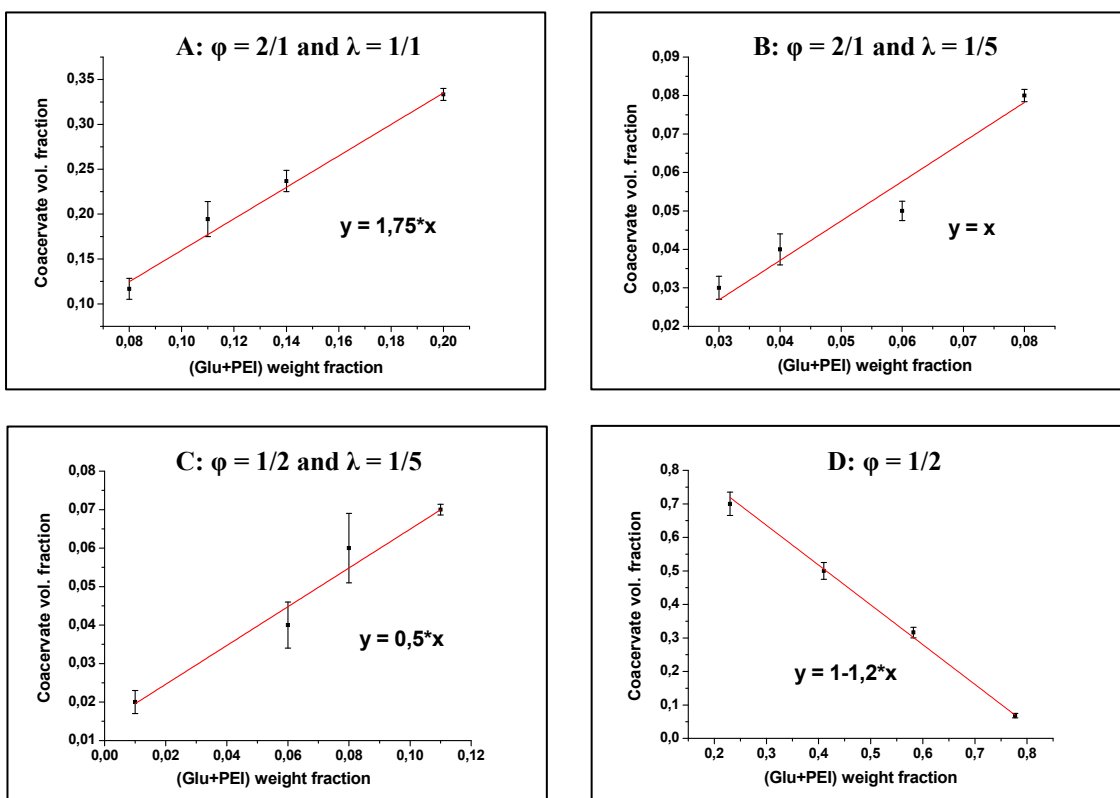 A: φ = 2/1 and λ = 1/1
Coacervate vol. fraction
0,35
0,30
0,25
0,20
0,15
0,10
y = 1,75*x
0,08 0,10 0,12 0,14 0,16 0,18 0,20
(Glu+PEI) weight fraction
B: φ = 2/1 and λ = 1/5
Coacervate vol. fraction
0,09
0,08
0,07
0,06
0,05
0,04
0,03
0,02
y = x
0,03 0,04 0,05 0,06 0,07 0,08
(Glu+PEI) weight fraction
C: φ = 1/2 and λ = 1/5
Coacervate vol. fraction
0,08
0,07
0,06
0,05
0,04
0,03
0,02
0,01
y = 0,5*x
0,00 0,02 0,04 0,06 0,08 0,10 0,12
(Glu+PEI) weight fraction
D: φ = 1/2
Coacervate vol. fraction
0,8
0,7
0,6
0,5
0,4
0,3
0,2
0,1
0,0
y = 1-1,2*x
0,2 0,3 0,4 0,5 0,6 0,7 0,8
(Glu+PEI) weight fraction